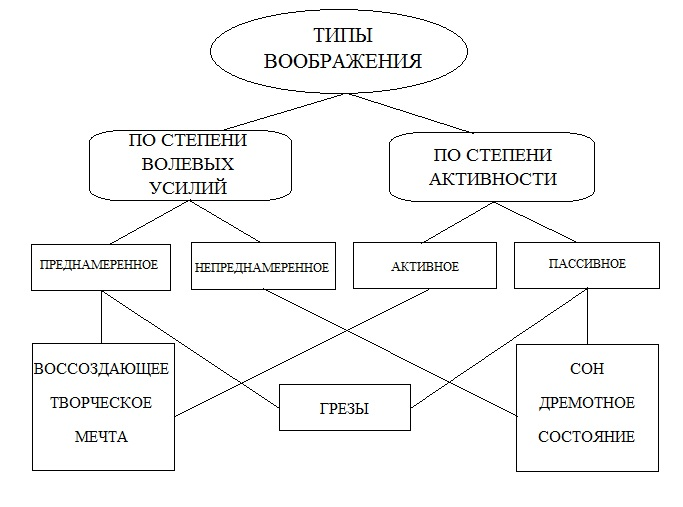 ТИПЫ
ВООБРАЖЕНИЯ
ПО СТЕПЕНИ
ВОЛЕВЫХ
УСИЛИЙ
ПО СТЕПЕНИ
АКТИВНОСТИ
ПРЕДНАМЕРЕННОЕ
НЕПРЕДНАМЕРЕННОЕ
АКТИВНОЕ
ПАССИВНОЕ
ВОССОЗДАЮЩЕЕ
ТВОРЧЕСКОЕ
МЕЧТА
ГРЕЗЫ
СОН
ДРЕМОТНОЕ
СОСТОЯНИЕ